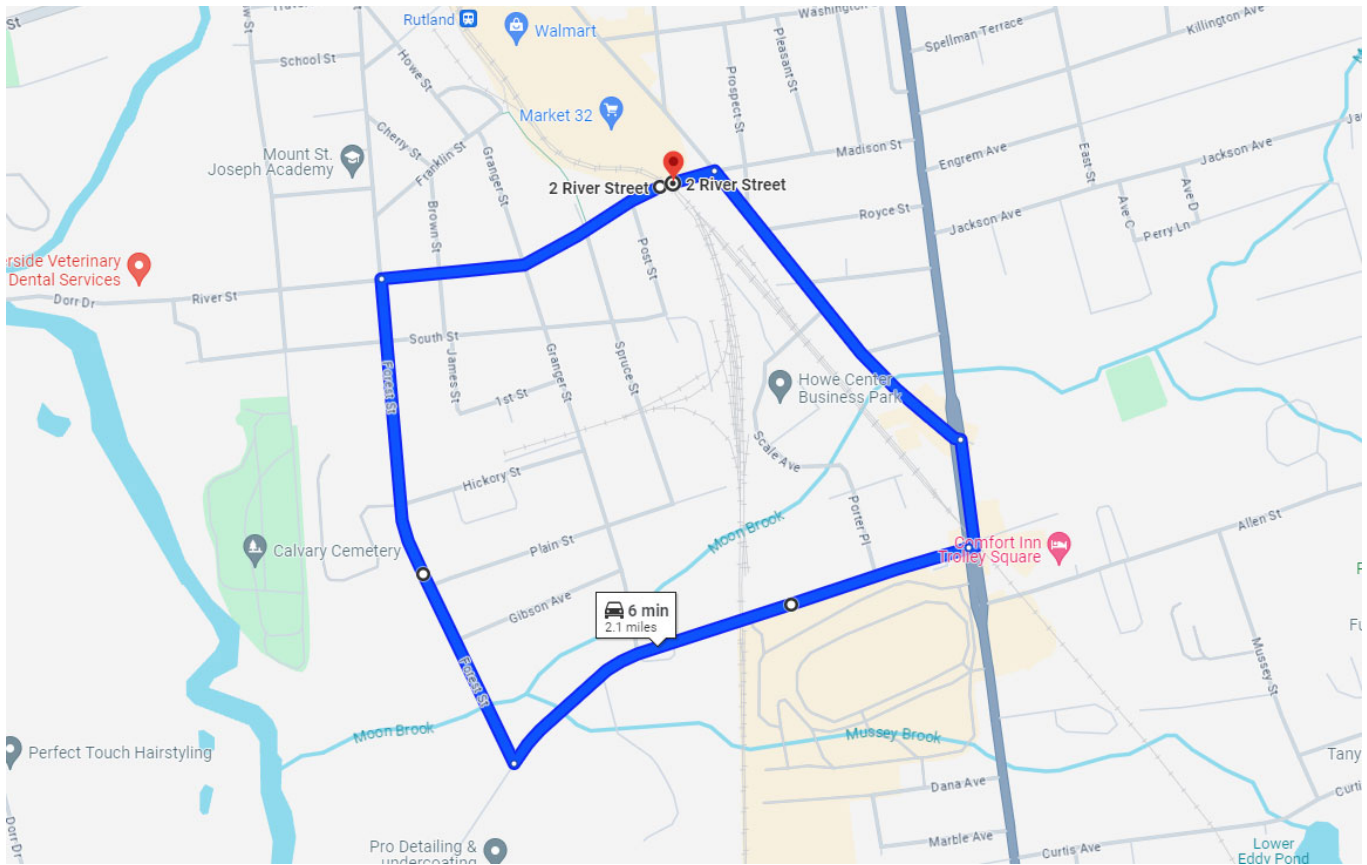 Rutland
Walmart
Washington
Spellman Terrace
Killington Ave
School St
Howe St
Pleasant St
Prospect St
Market 32
Cherry St
Franklin St
Granger St
Mount St.
Joseph Academy
Madison St
Engrem Ave
East St
Jackson Ave
2 River Street
2 River Street
Brown St
Post St
Royce St
Jackson Ave
Ave C
Ave D
Perry Ln
erside Veterinary
Dental Services
Dorr Dr
River St
South St
James St
1st St
Forest St
Granger St
Spruce St
Howe Center
Business Park
Scale Ave
Hickory St
Porter Pl
Plain St
Moon Brook
Calvary Cemetery
Comfort Inn
Trolley Square
Allen St
Gibson Ave
6 min
2.1 miles
Forest St
Mussey St
Moon Brook
Mussey Brook
Perfect Touch Hairstyling
Tany
Dana Ave
Dorr Dr
Marble Ave
Curtis Ave
Pro Detailing &
undercoating
Lower
Eddy Pond